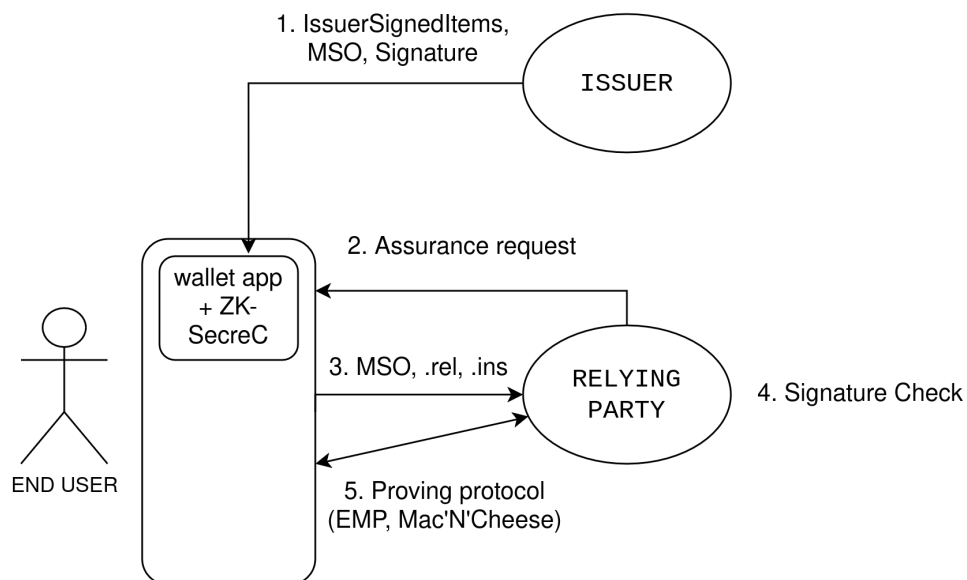 1. IssuerSignedItems,
MSO, Signature
ISSUER
2. Assurance request
wallet app
+ ZK-
SecreC
3. MSO, .rel, .ins
RELYING
PARTY
4. Signature Check
END USER
5. Proving protocol
(EMP, Mac'N'Cheese)